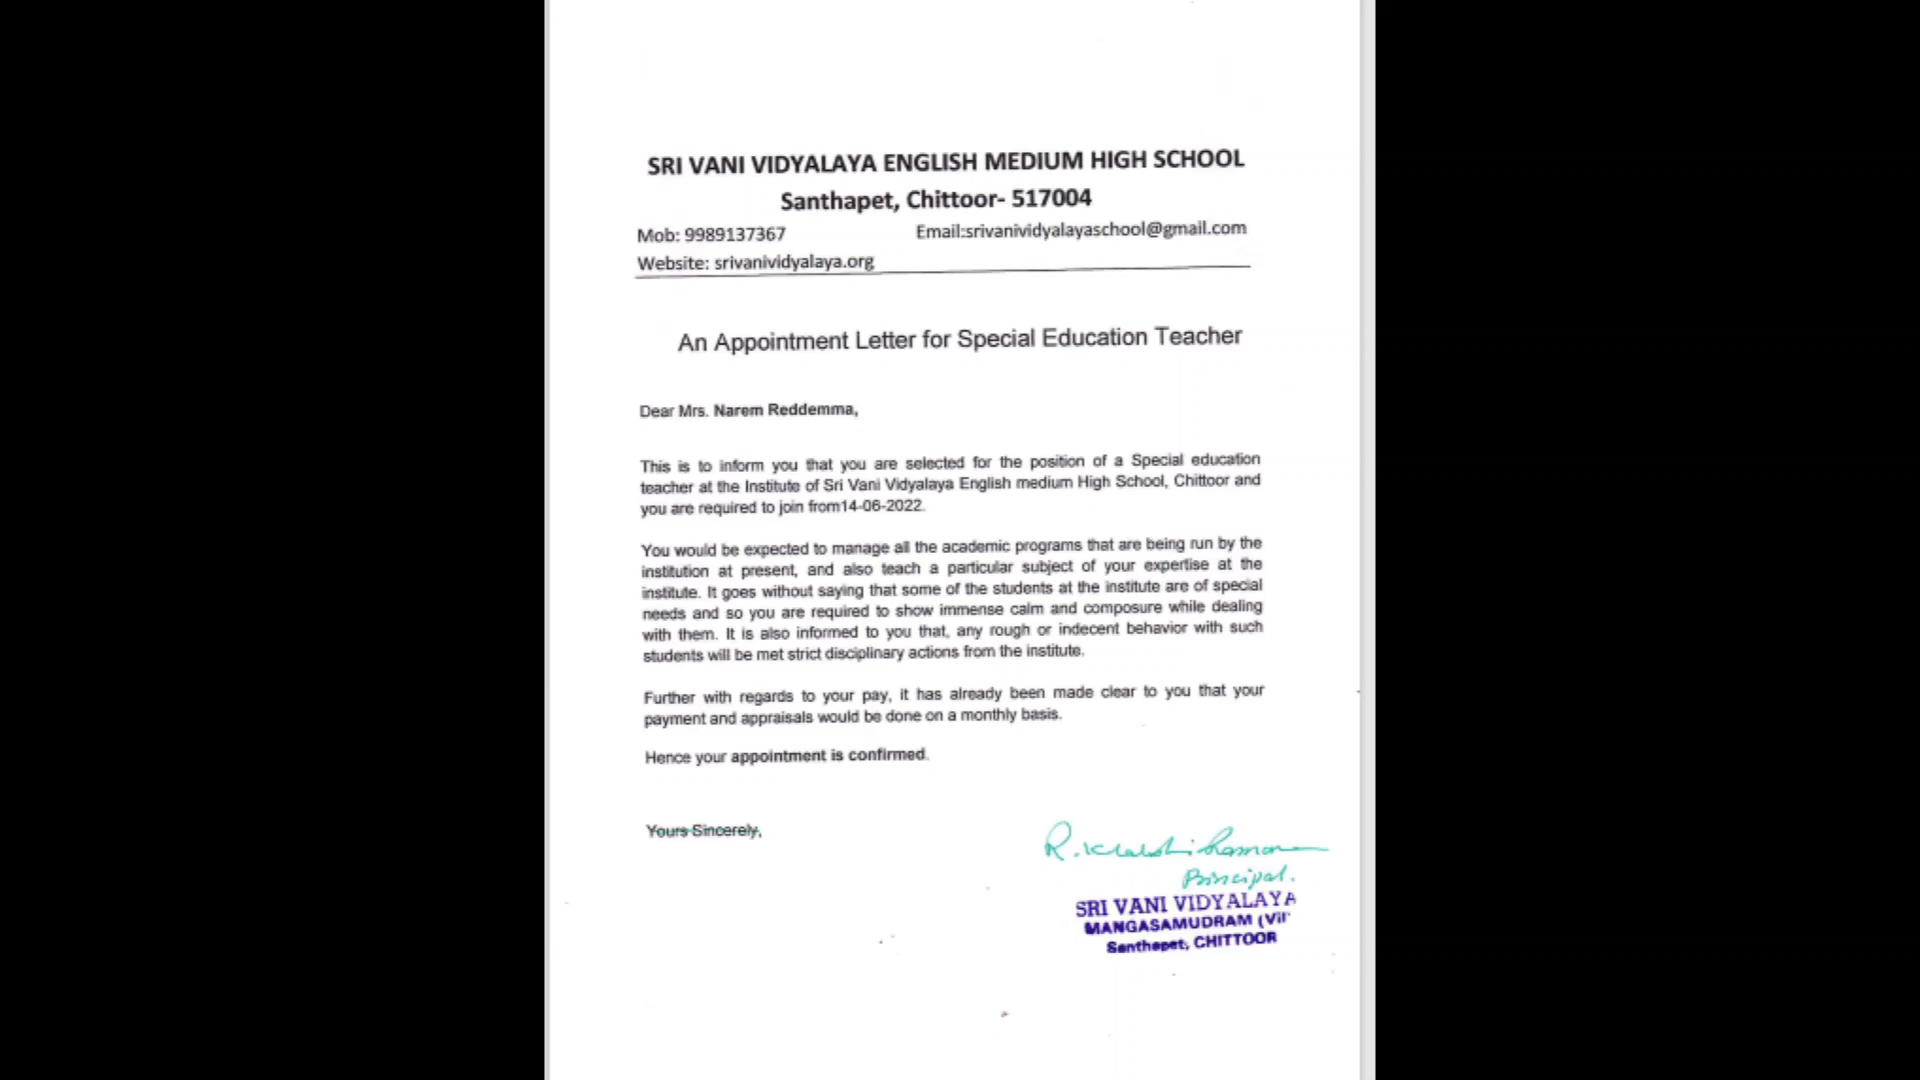 SRI VANI VIDYALAYA ENGLISH MEDIUM HIGH SCHOOL
Santhapet, Chittoor- 517004
Mob: 9989137367 Email:srivanividyalayaschool@gmail.com
Website: srivanividyalaya.org
An Appointment Letter for Special Education Teacher
Dear Mrs. Narem Reddemma,
This is to inform you that you are selected for the position of a Special education
teacher at the Institute of Sri Vani Vidyalaya English medium High School, Chittoor and
you are required to join from14-06-2022.
You would be expected to manage all the academic programs that are being run by the
institution at present, and also teach a particular subject of your expertise at the
institute. It goes without saying that some of the students at the institute are of special
needs and so you are required to show immense calm and composure while dealing
with them. It is also informed to you that, any rough or indecent behavior with such
students will be met strict disciplinary actions from the institute.
Further with regards to your pay, it has already been made clear to you that your
payment and appraisals would be done on a monthly basis.
Hence your appointment is confirmed.
Yours Sincerely,
R.
Principal.
SRI VANI VIDYALAYA
MANGASAMUDRAM (Vil
Santhapet, CHITTOOR